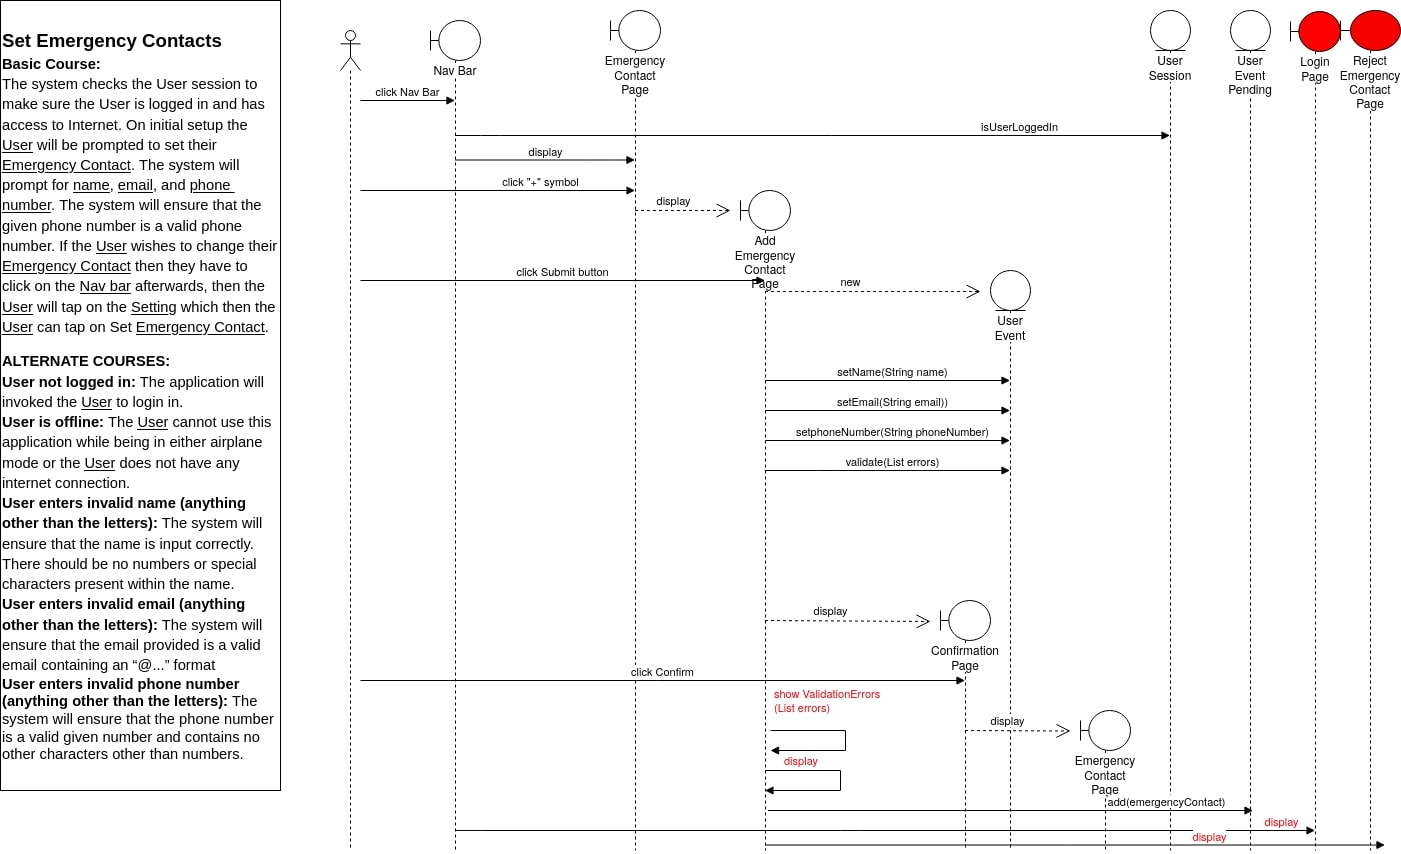 Set Emergency Contacts
Basic Course:
The system checks the User session to
make sure the User is logged in and has
access to Internet. On initial setup the
User will be prompted to set their
Emergency Contact. The system will
prompt for name, email, and phone
number. The system will ensure that the
given phone number is a valid phone
number. If the User wishes to change their
Emergency Contact then they have to
click on the Nav bar afterwards, then the
User will tap on the Setting which then the
User can tap on Set Emergency Contact.
ALTERNATE COURSES:
User not logged in: The application will
invoked the User to login in.
User is offline: The User cannot use this
application while being in either airplane
mode or the User does not have any
internet connection.
User enters invalid name (anything
other than the letters): The system will
ensure that the name is input correctly.
There should be no numbers or special
characters present within the name.
User enters invalid email (anything
other than the letters): The system will
ensure that the email provided is a valid
email containing an “@...” format
User enters invalid phone number
(anything other than the letters): The
system will ensure that the phone number
is a valid given number and contains no
other characters other than numbers.
Nav Bar
Emergency
Contact
Page
User
Session
User
Event
Pending
Login
Page
Reject
Emergency
Contact
Page
click Nav Bar
isUserLoggedIn
display
click "+" symbol
display
Add
Emergency
Contact
Page
click Submit button
new
User
Event
setName(String name)
setEmail(String email))
setphoneNumber(String phoneNumber)
validate(List errors)
display
Confirmation
Page
click Confirm
show ValidationErrors
(List errors)
display
Emergency
Contact
Page
display
add(emergencyContact)
display
display